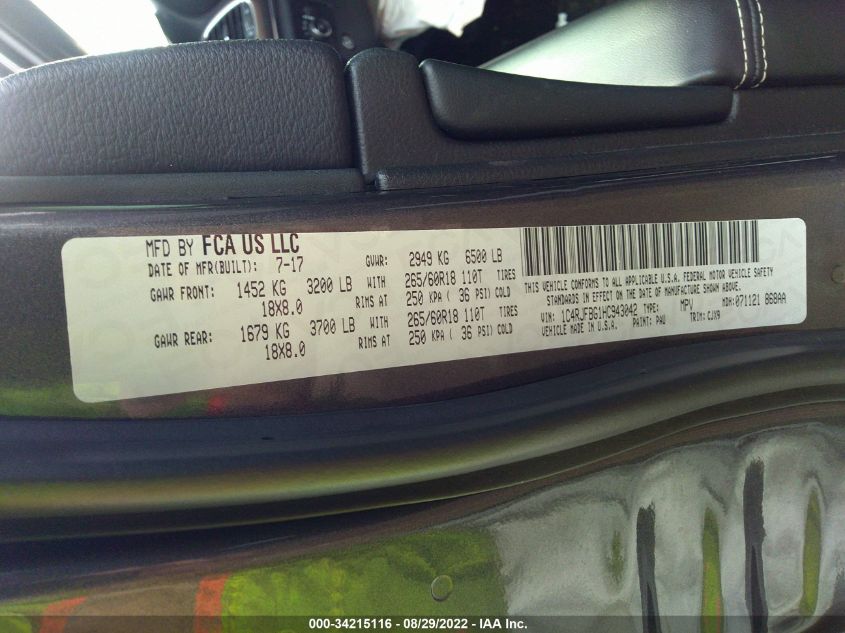 MFD BY FCA US LLC
DATE OF MFR(BUILT): 7-17
GVWR: 2949 KG 6500 LB
GAWR FRONT: 1452 KG 3200 LB WITH 265/60R18 110T TIRES
18X8.0 RIMS AT 250 KPA ( 36 PSI) COLD
GAWR REAR: 1679 KG 3700 LB WITH 265/60R18 110T TIRES
18X8.0 RIMS AT 250 KPA ( 36 PSI) COLD
THIS VEHICLE CONFORMS TO ALL APPLICABLE U.S.A. FEDERAL MOTOR VEHICLE SAFETY
STANDARDS IN EFFECT ON THE DATE OF MANUFACTURE SHOWN ABOVE.
VIN: 1C4RJFBG1HC943042 TYPE: MPV MDH: 071121 868AA
VEHICLE MADE IN U.S.A. PAINT: PAU TRIM: CJX9
000-34215116 - 08/29/2022 - IAA Inc.